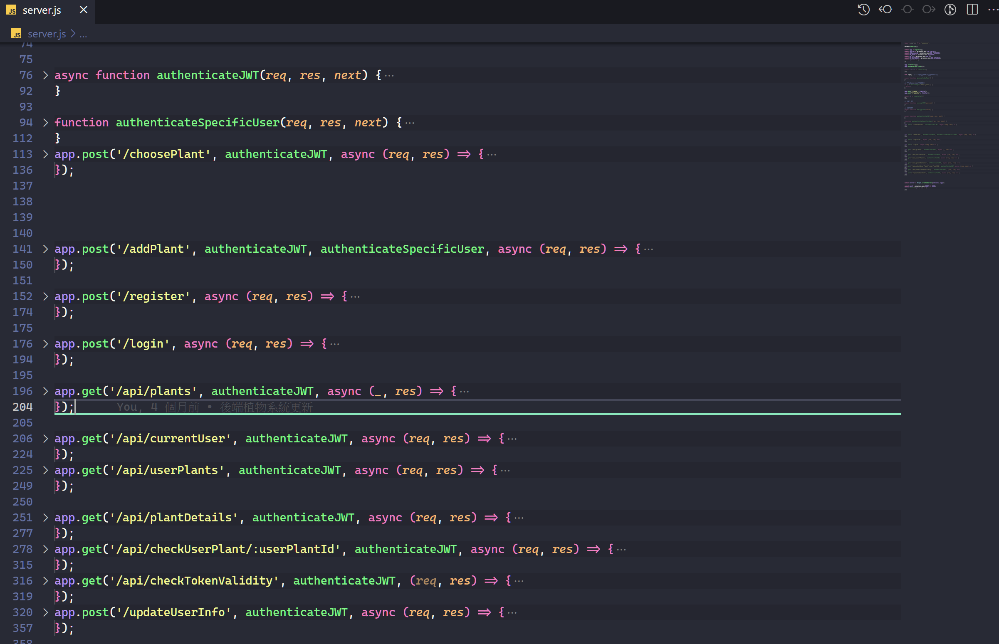 server.js
server.js > ...
74
75
76 async function authenticateJWT(req, res, next) {···
92 }
93
94 function authenticateSpecificUser(req, res, next) {···
112 }
113 app.post('/choosePlant', authenticateJWT, async (req, res) => {···
136 });
137
138
139
140
141 app.post('/addPlant', authenticateJWT, authenticateSpecificUser, async (req, res) => {···
150 });
151
152 app.post('/register', async (req, res) => {···
174 });
175
176 app.post('/login', async (req, res) => {···
194 });
195
196 app.get('/api/plants', authenticateJWT, async (_, res) => {···
204 }); You, 4 個月前 • 後端植物系統更新
205
206 app.get('/api/currentUser', authenticateJWT, async (req, res) => {···
224 });
225 app.get('/api/userPlants', authenticateJWT, async (req, res) => {···
249 });
250
251 app.get('/api/plantDetails', authenticateJWT, async (req, res) => {···
277 });
278 app.get('/api/checkUserPlant/:userPlantId', authenticateJWT, async (req, res) => {···
315 });
316 app.get('/api/checkTokenValidity', authenticateJWT, (req, res) => {···
319 });
320 app.post('/updateUserInfo', authenticateJWT, async (req, res) => {···
357 });
358